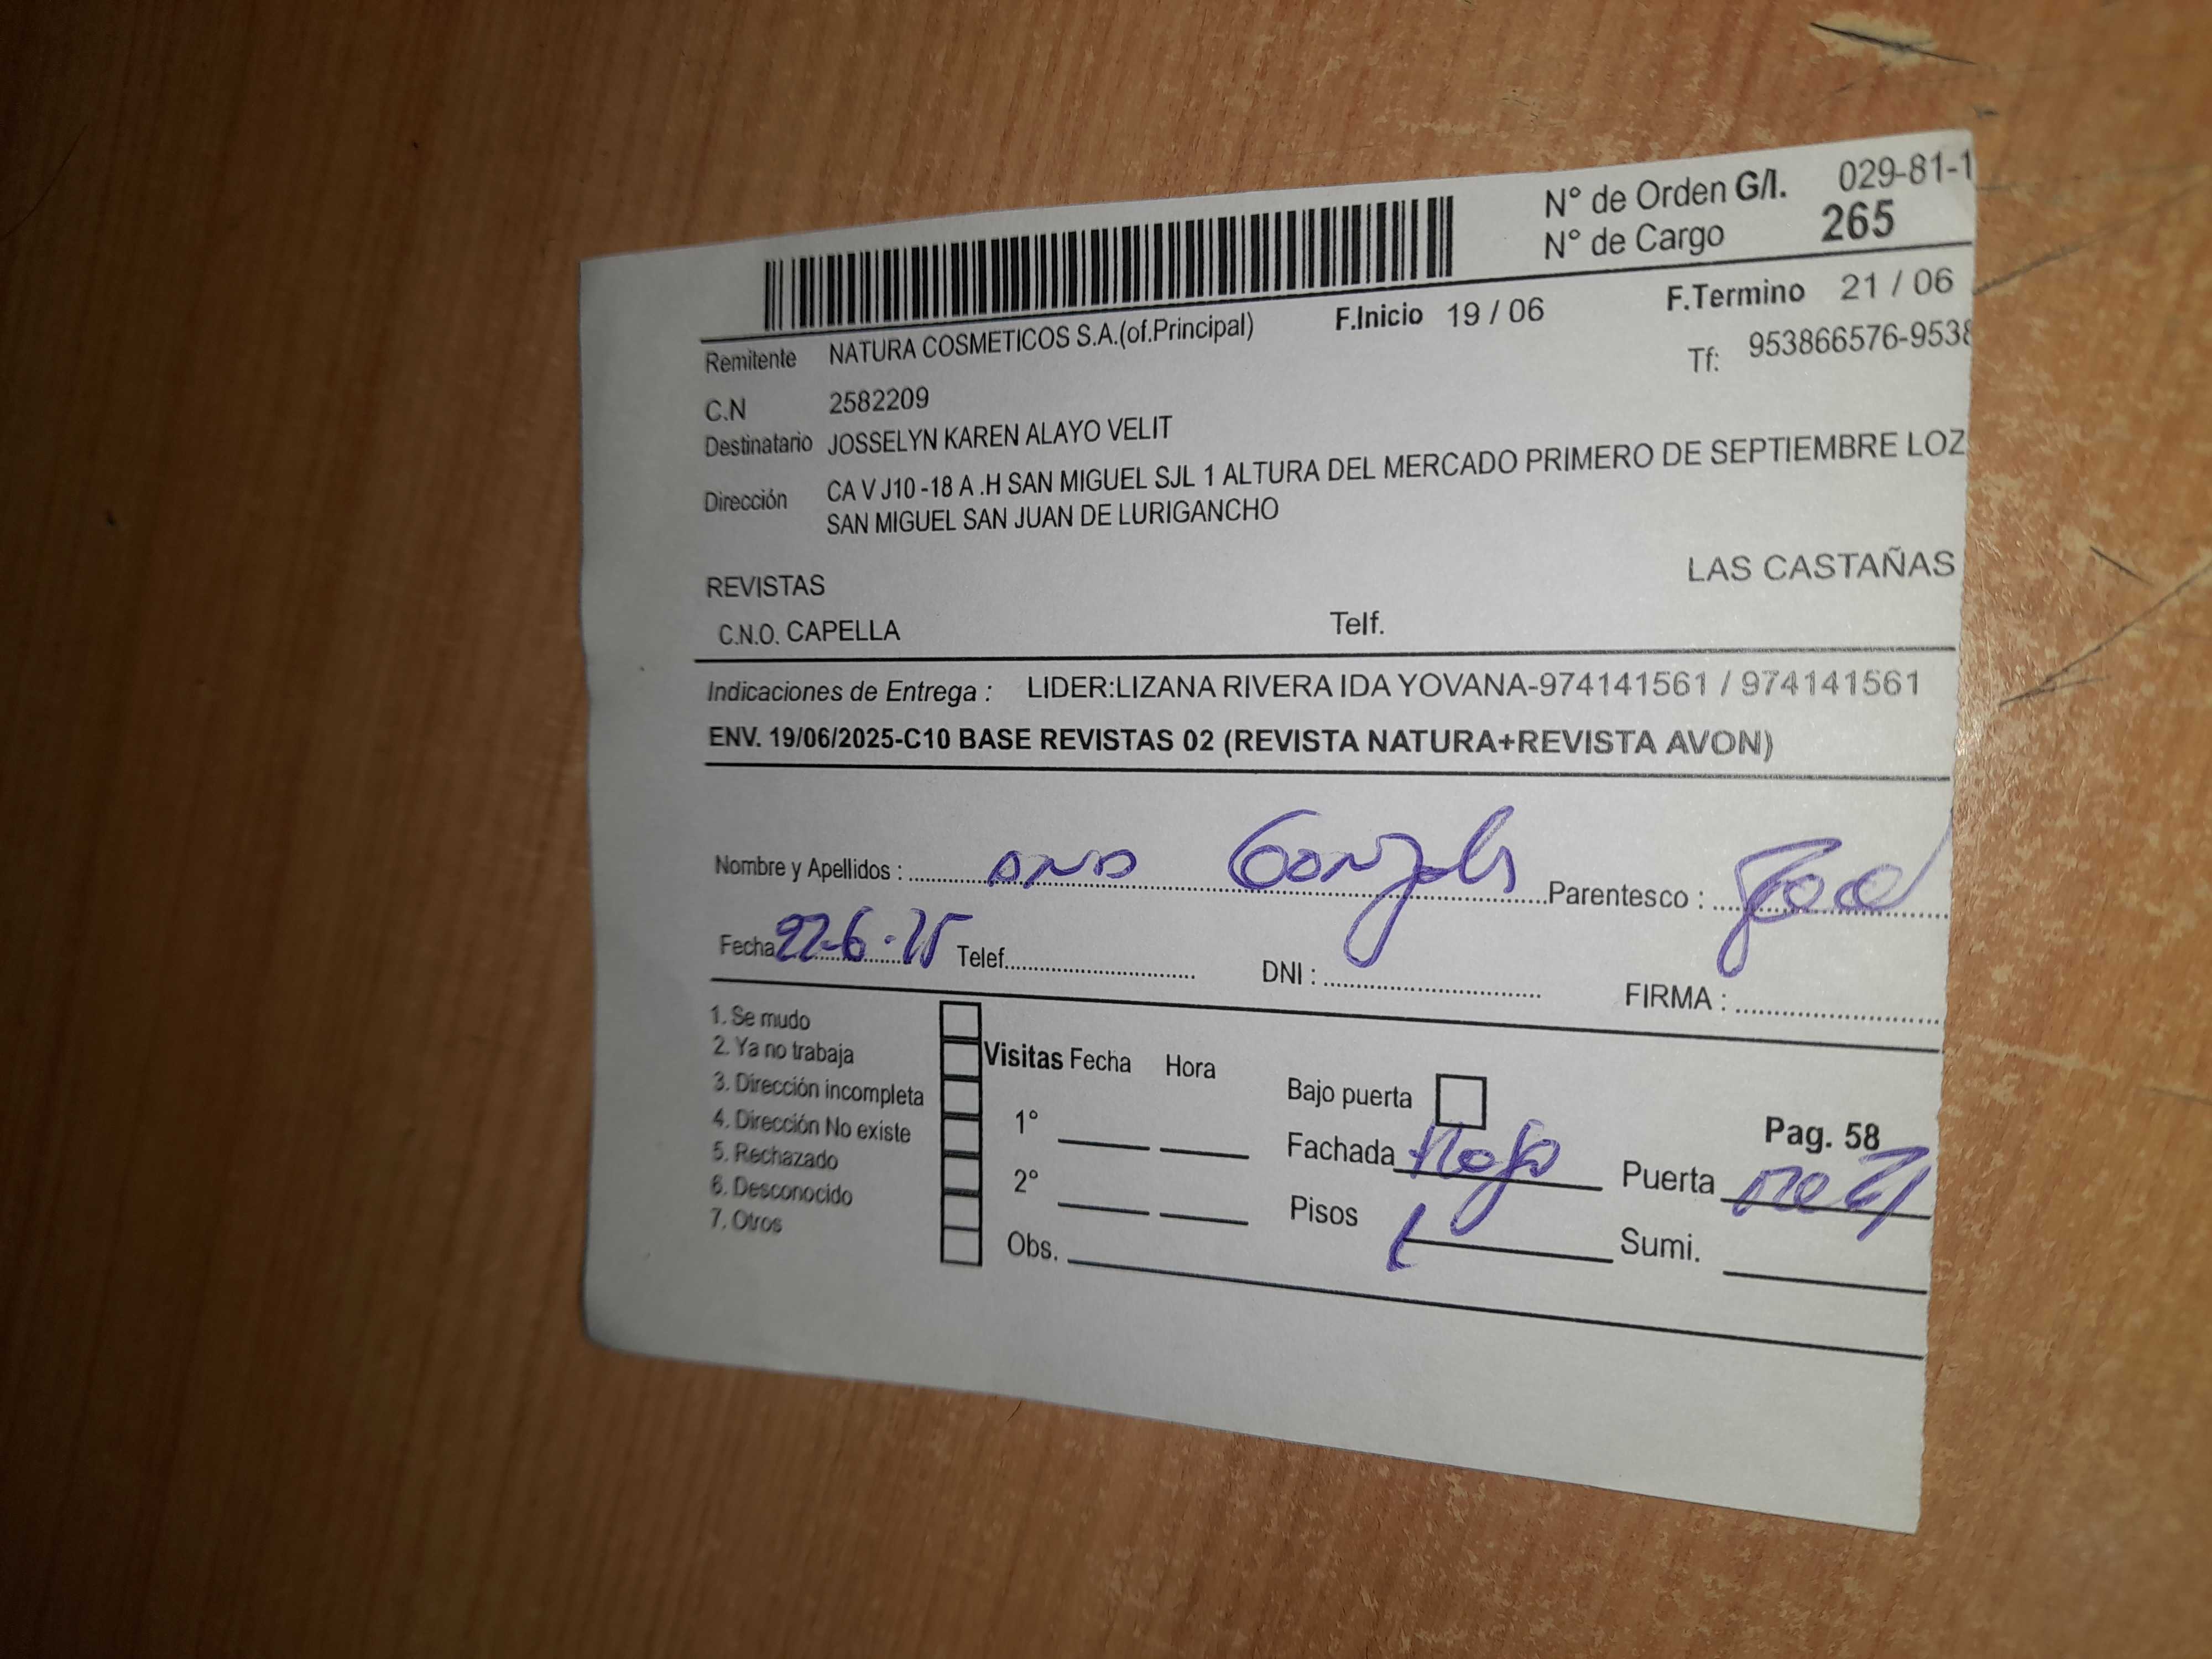 N° de Orden G/I. 029-81-1
N° de Cargo 265
F.Inicio 19 / 06 F.Termino 21 / 06
Remitente NATURA COSMETICOS S.A.(of.Principal) Tf: 953866576-9538
C.N 2582209
Destinatario JOSSELYN KAREN ALAYO VELIT
Dirección CA V J10 -18 A .H SAN MIGUEL SJL 1 ALTURA DEL MERCADO PRIMERO DE SEPTIEMBRE LOZ
SAN MIGUEL SAN JUAN DE LURIGANCHO
LAS CASTAÑAS
REVISTAS
C.N.O. CAPELLA Telf.
Indicaciones de Entrega : LIDER:LIZANA RIVERA IDA YOVANA-974141561 / 974141561
ENV. 19/06/2025-C10 BASE REVISTAS 02 (REVISTA NATURA+REVISTA AVON)
Nombre y Apellidos : ANA Gonzales Parentesco :
Fecha 22-6-25 Telef. DNI : FIRMA :
1. Se mudo
2. Ya no trabaja
3. Dirección incompleta
4. Dirección No existe
5. Rechazado
6. Desconocido
7. Otros
Visitas Fecha Hora
1°
2°
Obs.
Bajo puerta
Pag. 58
Fachada Rojo Puerta
Pisos 1 Sumi.